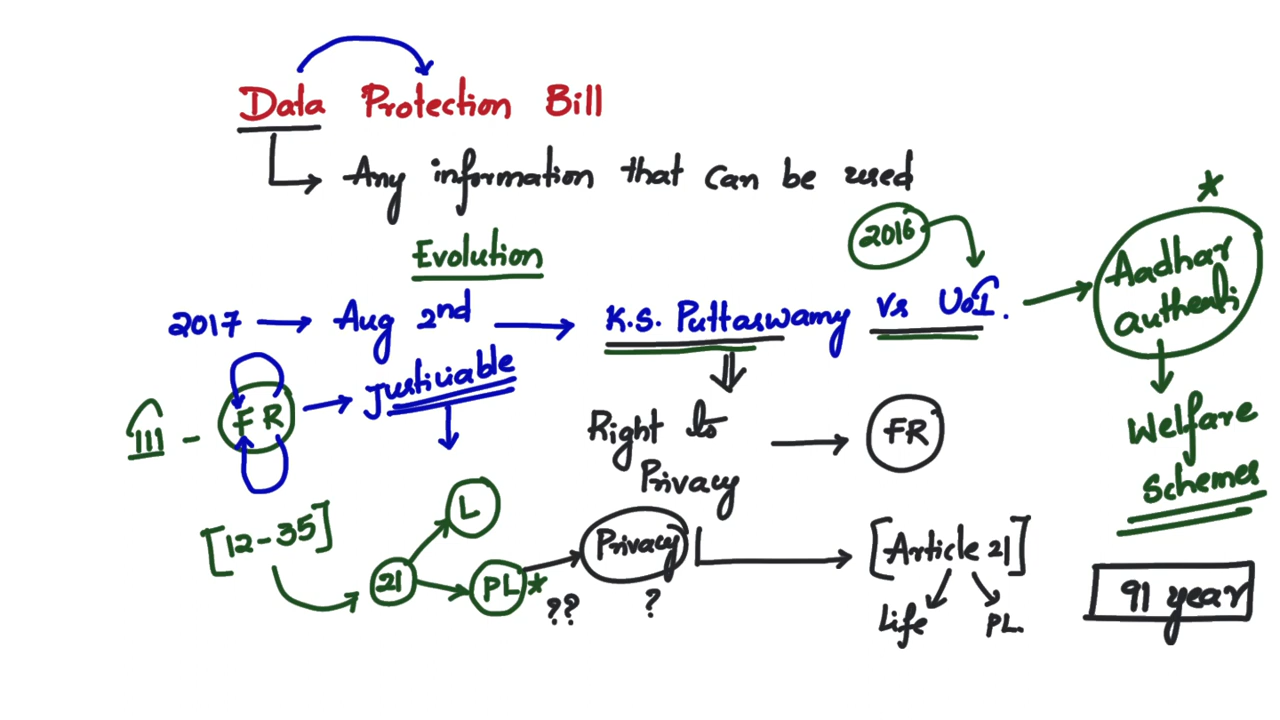 Data Protection Bill
Any information that can be used
2016
Evolution
Aadhar
authenti
2017 → Aug 2nd → K.S. Puttaswamy vs UoI.
III - FR → Justiciable
Right to
Privacy → FR
Welfare
Schemes
[12-35]
21
L
PL*
??
Privacy
?
[Article 21]
Life
PL.
91 year